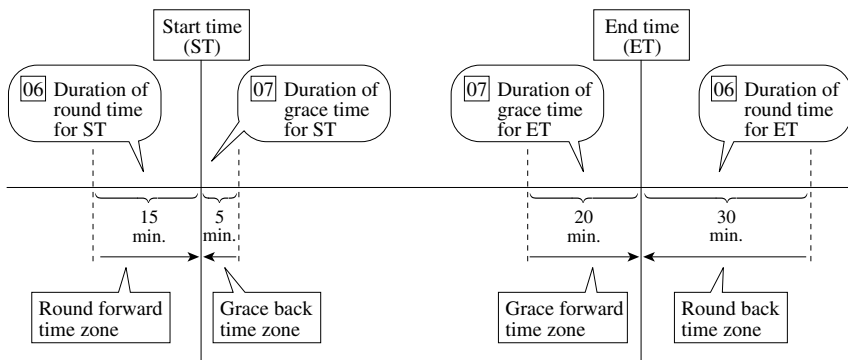 Start time
(ST)
End time
(ET)
06 Duration of
round time
for ST
07 Duration of
grace time
for ST
07 Duration of
grace time
for ET
06 Duration of
round time
for ET
15
min.
5
min.
20
min.
30
min.
Round forward
time zone
Grace back
time zone
Grace forward
time zone
Round back
time zone